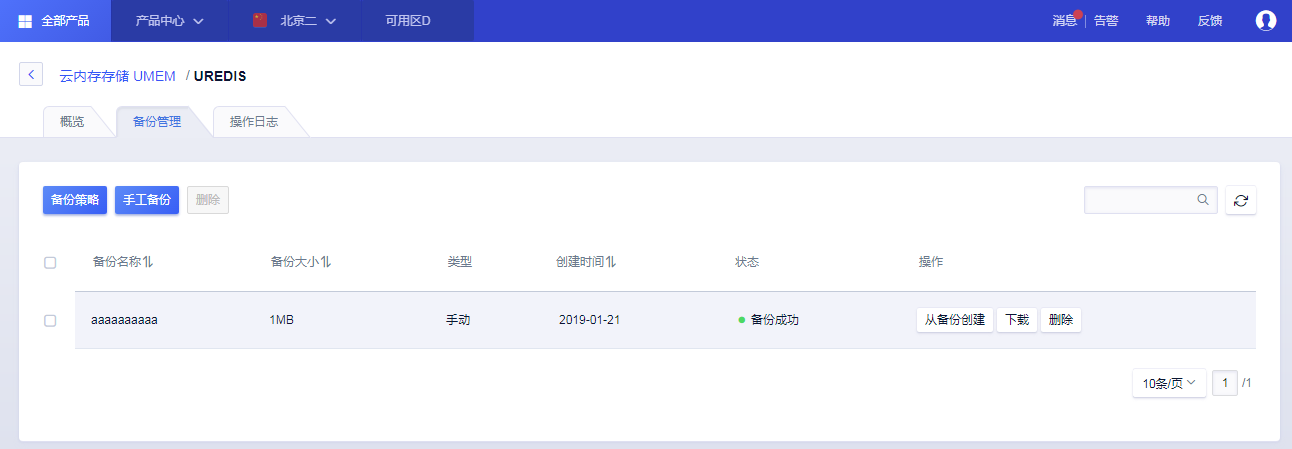 全部产品 产品中心 北京二 可用区D 消息 告警 帮助 反馈
云内存存储 UMEM / UREDIS
概览 备份管理 操作日志
备份策略 手工备份 删除
备份名称 备份大小 类型 创建时间 状态 操作
aaaaaaaaaa 1MB 手动 2019-01-21 备份成功 从备份创建 下载 删除
10条/页 1 /1